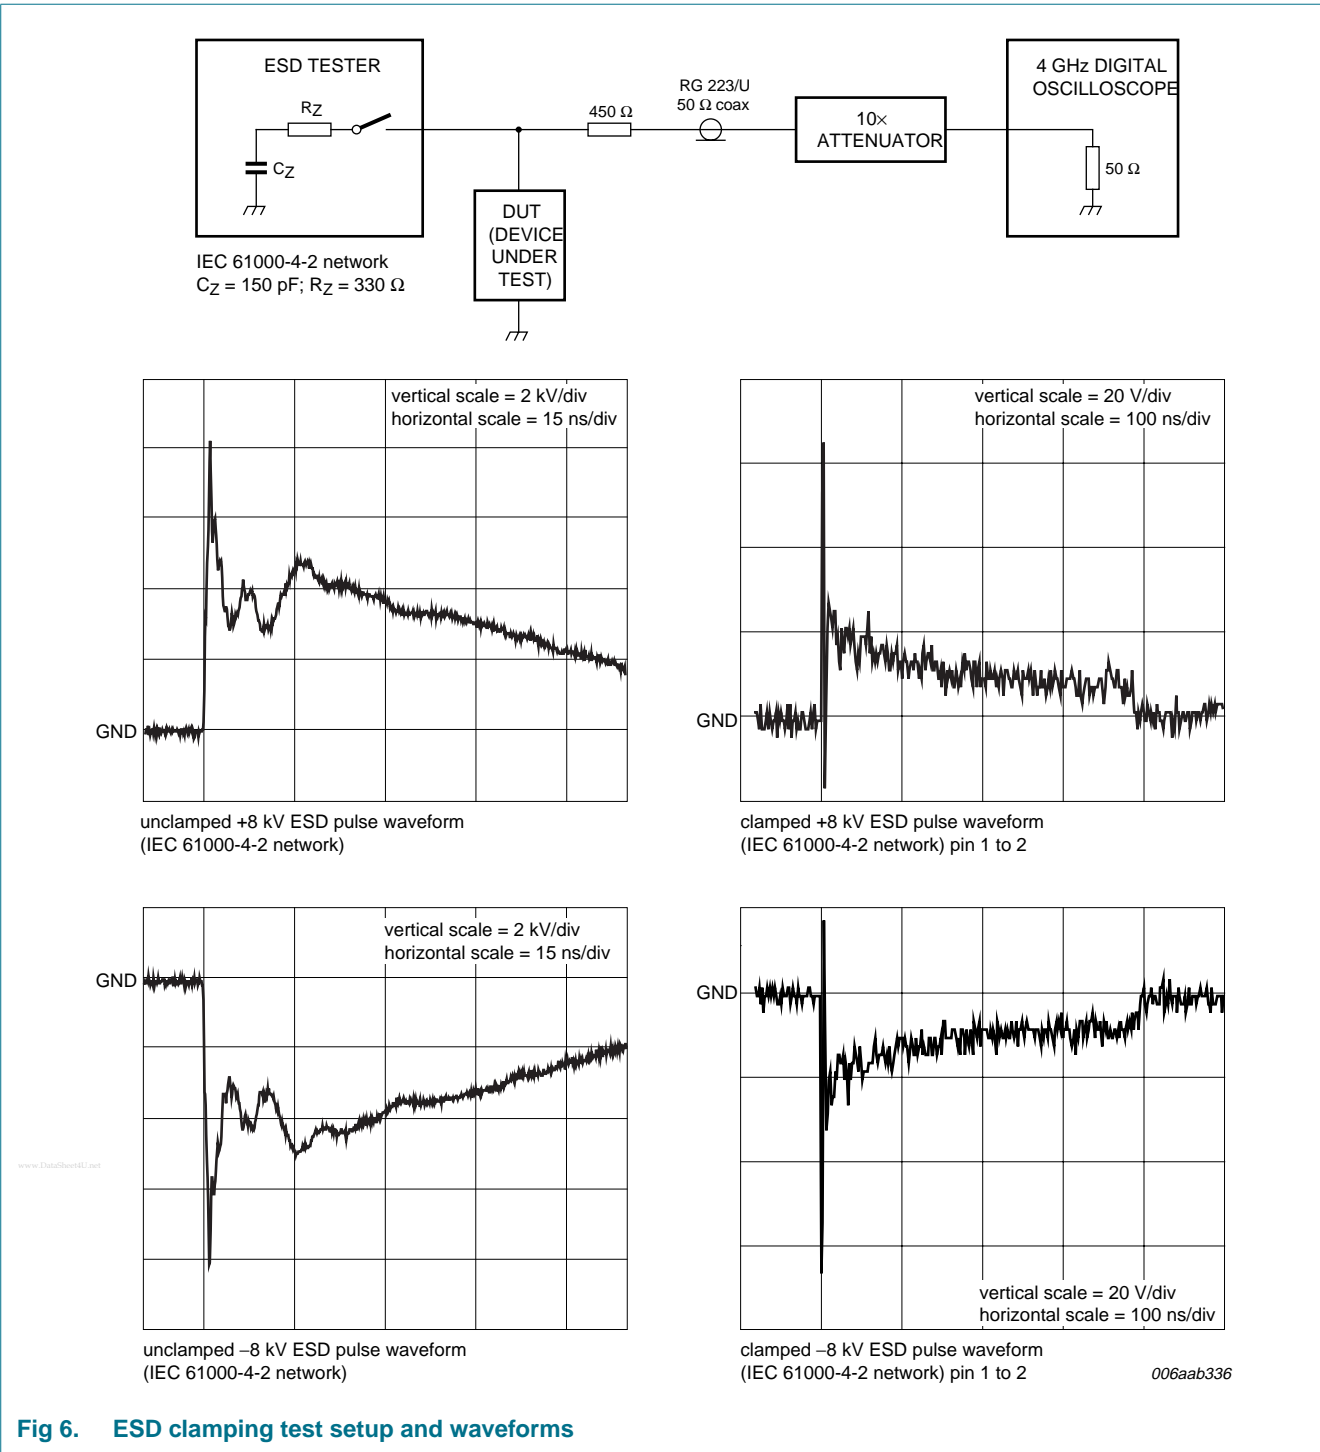 ESD TESTER
RZ
CZ
IEC 61000-4-2 network
CZ = 150 pF; RZ = 330 Ω
DUT
(DEVICE
UNDER
TEST)
450 Ω
RG 223/U
50 Ω coax
10×
ATTENUATOR
4 GHz DIGITAL
OSCILLOSCOPE
50 Ω
vertical scale = 2 kV/div
horizontal scale = 15 ns/div
GND
unclamped +8 kV ESD pulse waveform
(IEC 61000-4-2 network)
vertical scale = 20 V/div
horizontal scale = 100 ns/div
GND
clamped +8 kV ESD pulse waveform
(IEC 61000-4-2 network) pin 1 to 2
vertical scale = 2 kV/div
horizontal scale = 15 ns/div
GND
unclamped −8 kV ESD pulse waveform
(IEC 61000-4-2 network)
GND
vertical scale = 20 V/div
horizontal scale = 100 ns/div
clamped −8 kV ESD pulse waveform
(IEC 61000-4-2 network) pin 1 to 2
006aab336
www.DataSheet4U.net
Fig 6. ESD clamping test setup and waveforms